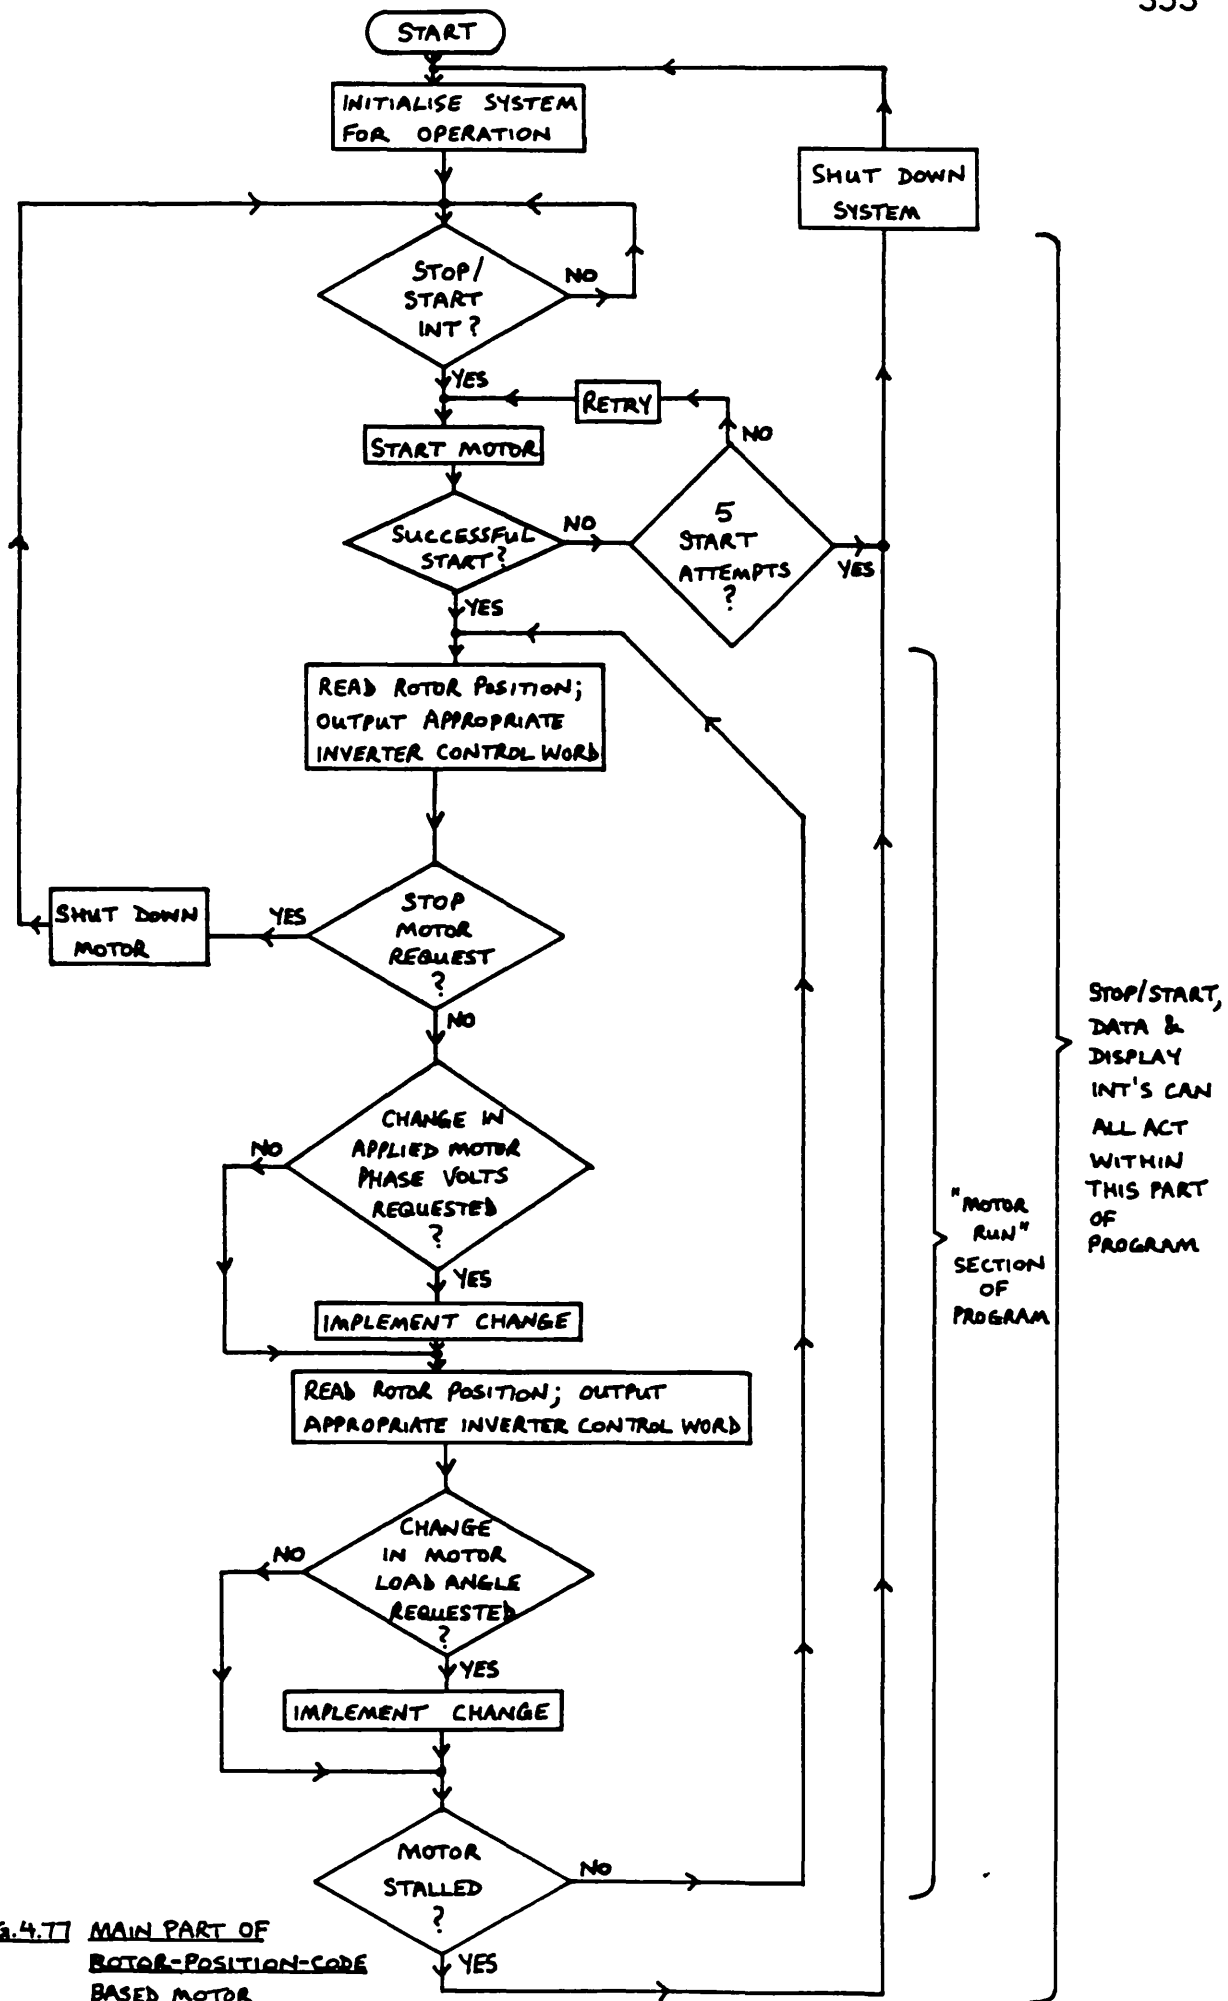 START
INITIALISE SYSTEM
FOR OPERATION
SHUT DOWN
SYSTEM
STOP/
START
INT?
NO
YES
RETRY
NO
START MOTOR
SUCCESSFUL
START?
NO
5
START
ATTEMPTS
?
YES
YES
READ ROTOR POSITION;
OUTPUT APPROPRIATE
INVERTER CONTROL WORD
STOP
MOTOR
REQUEST
?
YES
SHUT DOWN
MOTOR
NO
CHANGE IN
APPLIED MOTOR
PHASE VOLTS
REQUESTED
?
NO
YES
IMPLEMENT CHANGE
READ ROTOR POSITION; OUTPUT
APPROPRIATE INVERTER CONTROL WORD
CHANGE
IN MOTOR
LOAD ANGLE
REQUESTED
?
NO
YES
IMPLEMENT CHANGE
MOTOR
STALLED
?
NO
YES
"MOTOR
RUN"
SECTION
OF
PROGRAM
STOP/START,
DATA &
DISPLAY
INT'S CAN
ALL ACT
WITHIN
THIS PART
OF
PROGRAM
4.77 MAIN PART OF
ROTOR-POSITION-CODE
BASED MOTOR